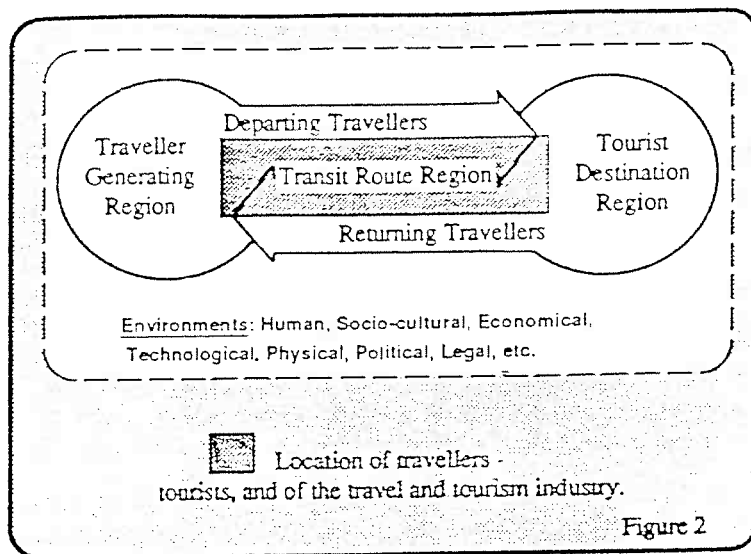 Departing Travellers
Traveller
Generating
Region
Transit Route Region
Tourist
Destination
Region
Returning Travellers
Environments: Human, Socio-cultural, Economical,
Technological, Physical, Political, Legal, etc.
Location of travellers -
tourists, and of the travel and tourism industry.
Figure 2